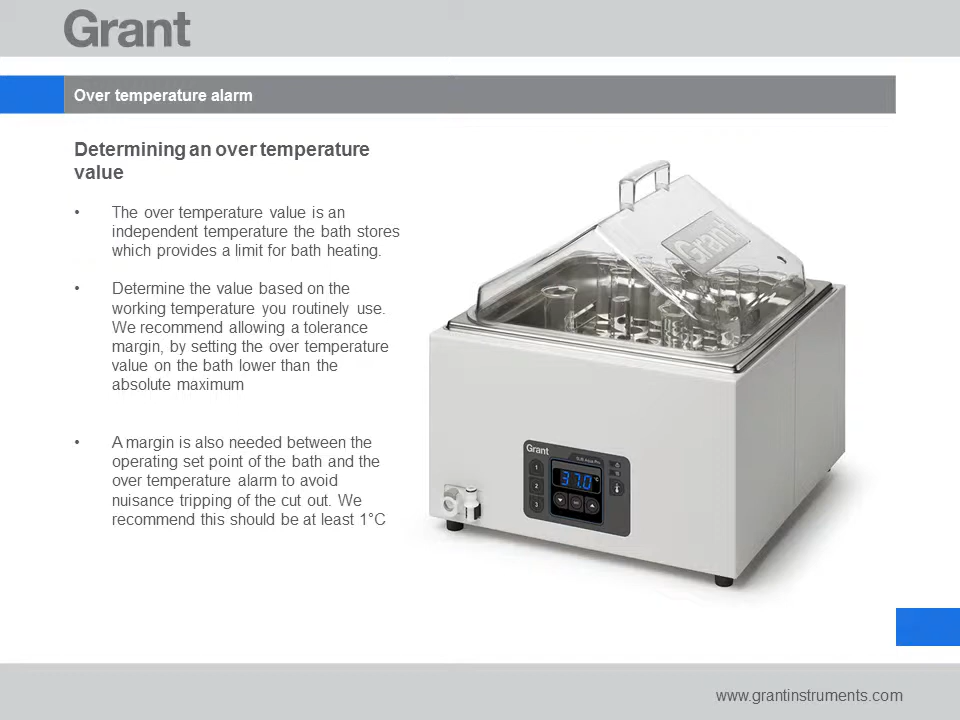 Grant
Over temperature alarm
Determining an over temperature
value
• The over temperature value is an
independent temperature the bath stores
which provides a limit for bath heating.
• Determine the value based on the
working temperature you routinely use.
We recommend allowing a tolerance
margin, by setting the over temperature
value on the bath lower than the
absolute maximum
• A margin is also needed between the
operating set point of the bath and the
over temperature alarm to avoid
nuisance tripping of the cut out. We
recommend this should be at least 1°C
Grant
Grant
37.0
°C
1
2
3
www.grantinstruments.com